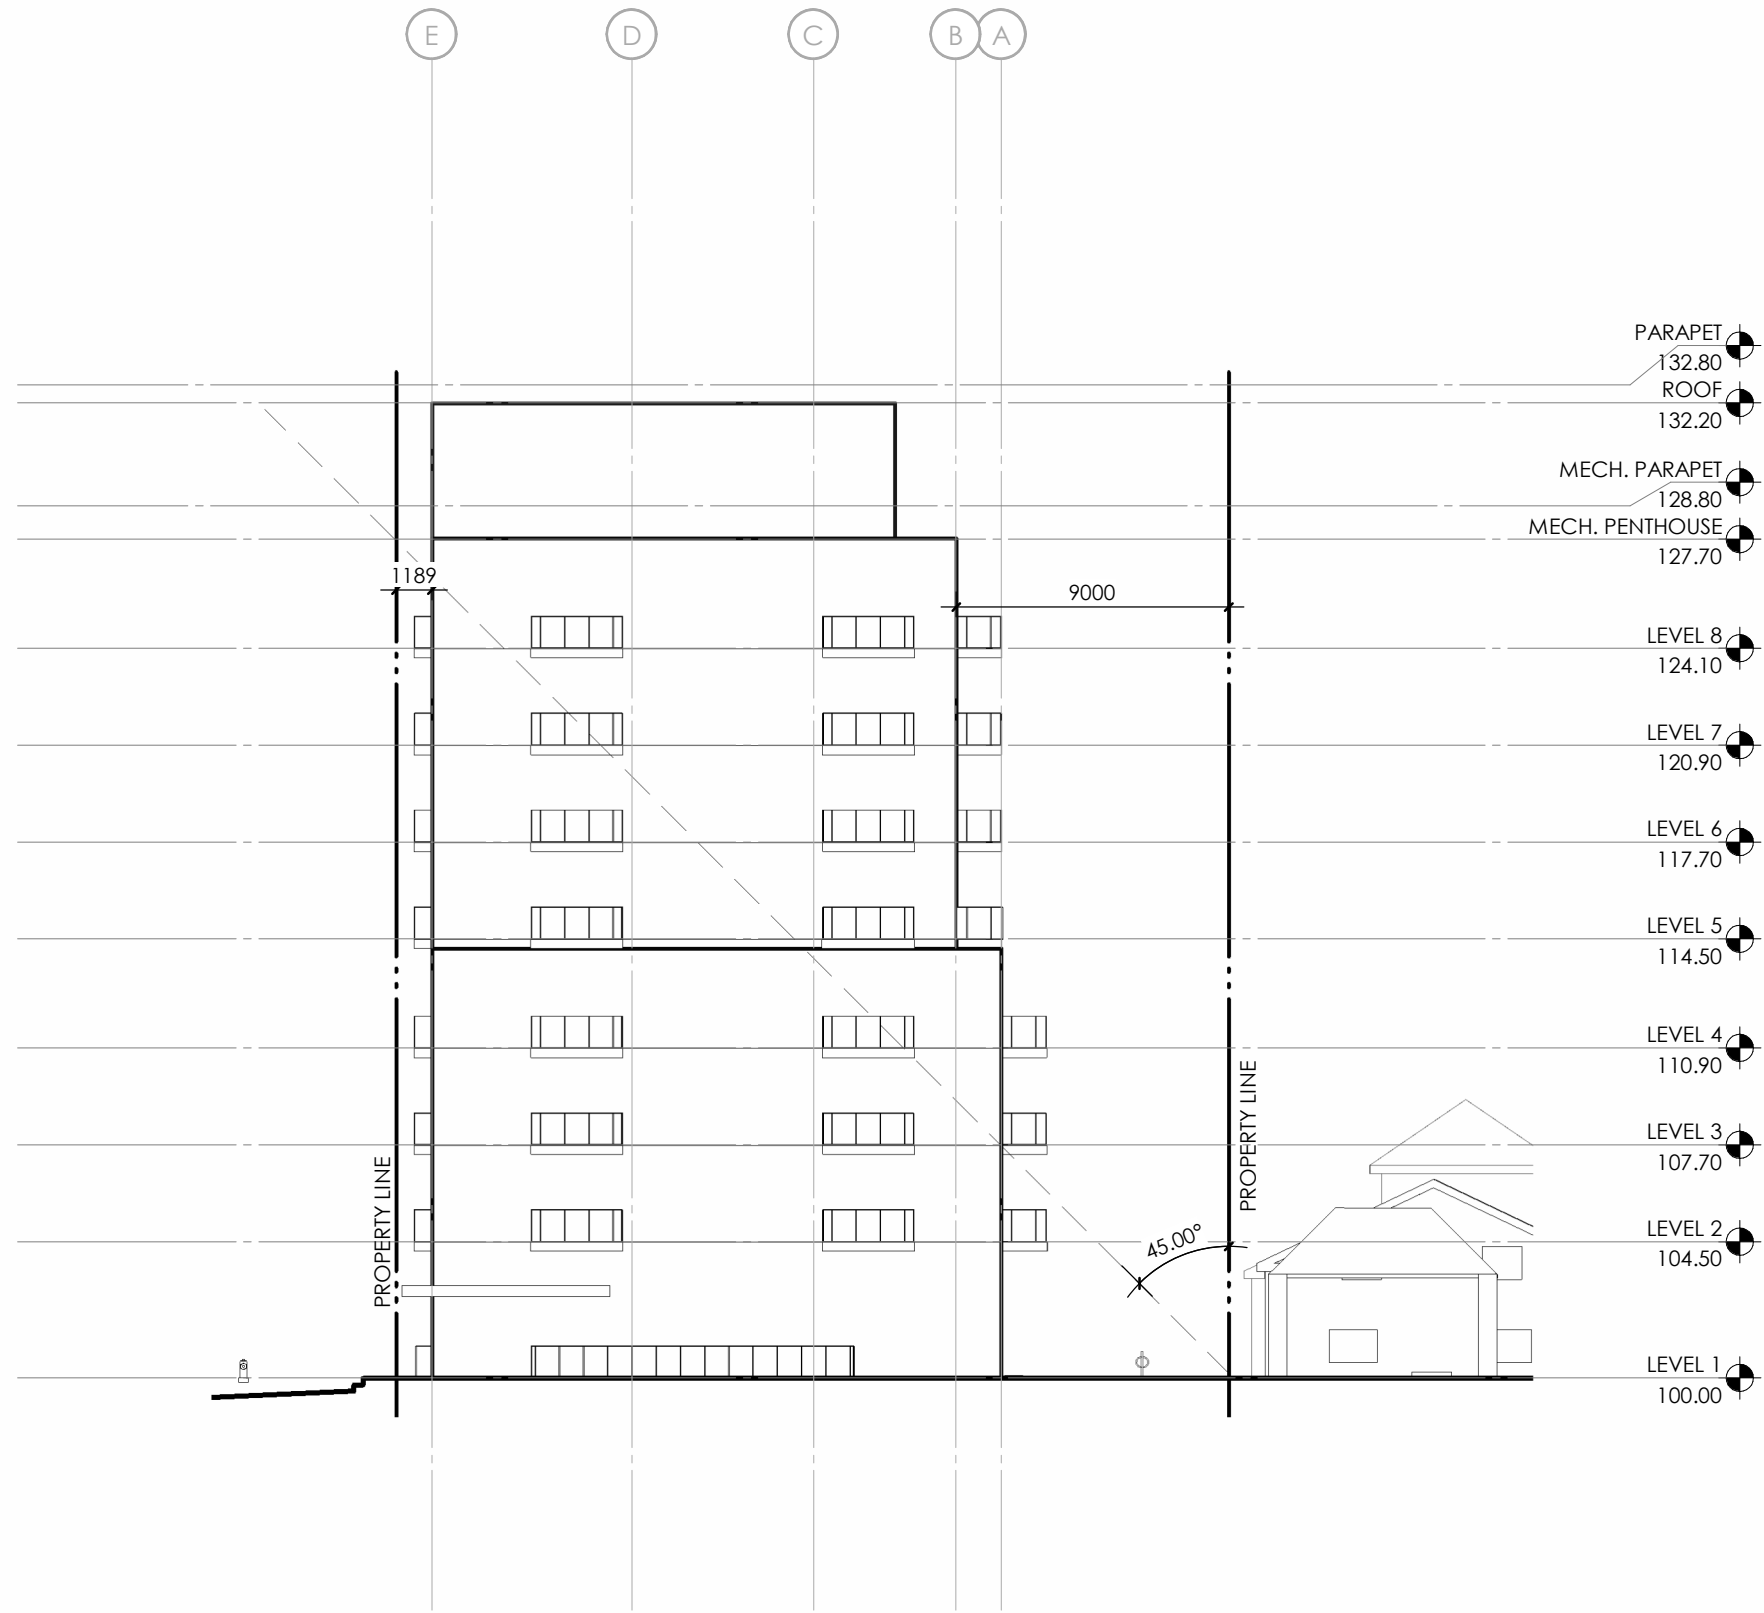 E
D
C
B
A
PARAPET
132.80
ROOF
132.20
MECH. PARAPET
128.80
MECH. PENTHOUSE
127.70
1189
9000
LEVEL 8
124.10
LEVEL 7
120.90
LEVEL 6
117.70
LEVEL 5
114.50
LEVEL 4
110.90
LEVEL 3
107.70
PROPERTY LINE
PROPERTY LINE
45.00°
LEVEL 2
104.50
LEVEL 1
100.00